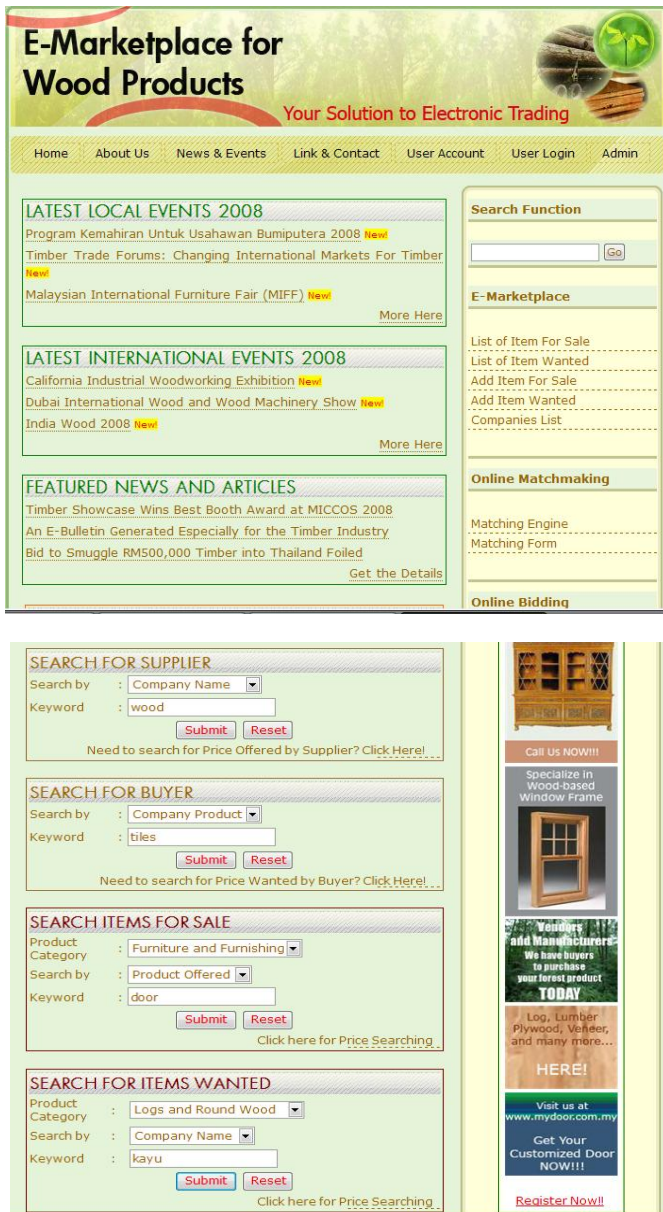 E-Marketplace for
Wood Products
Your Solution to Electronic Trading
Home About Us News & Events Link & Contact User Account User Login Admin
LATEST LOCAL EVENTS 2008
Program Kemahiran Untuk Usahawan Bumiputera 2008 New!
Timber Trade Forums: Changing International Markets For Timber
New!
Malaysian International Furniture Fair (MIFF) New!
More Here
LATEST INTERNATIONAL EVENTS 2008
California Industrial Woodworking Exhibition New!
Dubai International Wood and Wood Machinery Show New!
India Wood 2008 New!
More Here
FEATURED NEWS AND ARTICLES
Timber Showcase Wins Best Booth Award at MICCOS 2008
An E-Bulletin Generated Especially for the Timber Industry
Bid to Smuggle RM500,000 Timber into Thailand Foiled
Get the Details
Search Function
Go
E-Marketplace
List of Item For Sale
List of Item Wanted
Add Item For Sale
Add Item Wanted
Companies List
Online Matchmaking
Matching Engine
Matching Form
Online Bidding
SEARCH FOR SUPPLIER
Search by : Company Name
Keyword : wood
Submit Reset
Need to search for Price Offered by Supplier? Click Here!
SEARCH FOR BUYER
Search by : Company Product
Keyword : tiles
Submit Reset
Need to search for Price Wanted by Buyer? Click Here!
SEARCH ITEMS FOR SALE
Product
Category : Furniture and Furnishing
Search by : Product Offered
Keyword : door
Submit Reset
Click here for Price Searching
SEARCH FOR ITEMS WANTED
Product
Category : Logs and Round Wood
Search by : Company Name
Keyword : kayu
Submit Reset
Click here for Price Searching
Call Us NOW!!!
Specialize in
Wood-based
Window Frame
Vendors
and Manufacturers
We have buyers
to purchase
your forest product
TODAY
Log, Lumber
Plywood, Veneer,
and many more...
HERE!
Visit us at
www.mydoor.com.my
Get Your
Customized Door
NOW!!!
Register Now!!